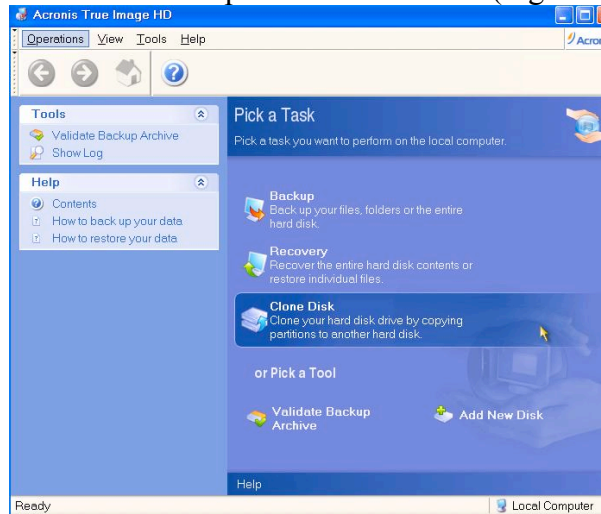 Acronis True Image HD
Operations View Tools Help
Tools
Validate Backup Archive
Show Log
Help
Contents
How to back up your data
How to restore your data
Pick a Task
Pick a task you want to perform on the local computer.
Backup
Back up your files, folders or the entire
hard disk.
Recovery
Recover the entire hard disk contents or
restore individual files.
Clone Disk
Clone your hard disk drive by copying
partitions to another hard disk.
or Pick a Tool
Validate Backup
Archive
Add New Disk
Help
Ready
Local Computer